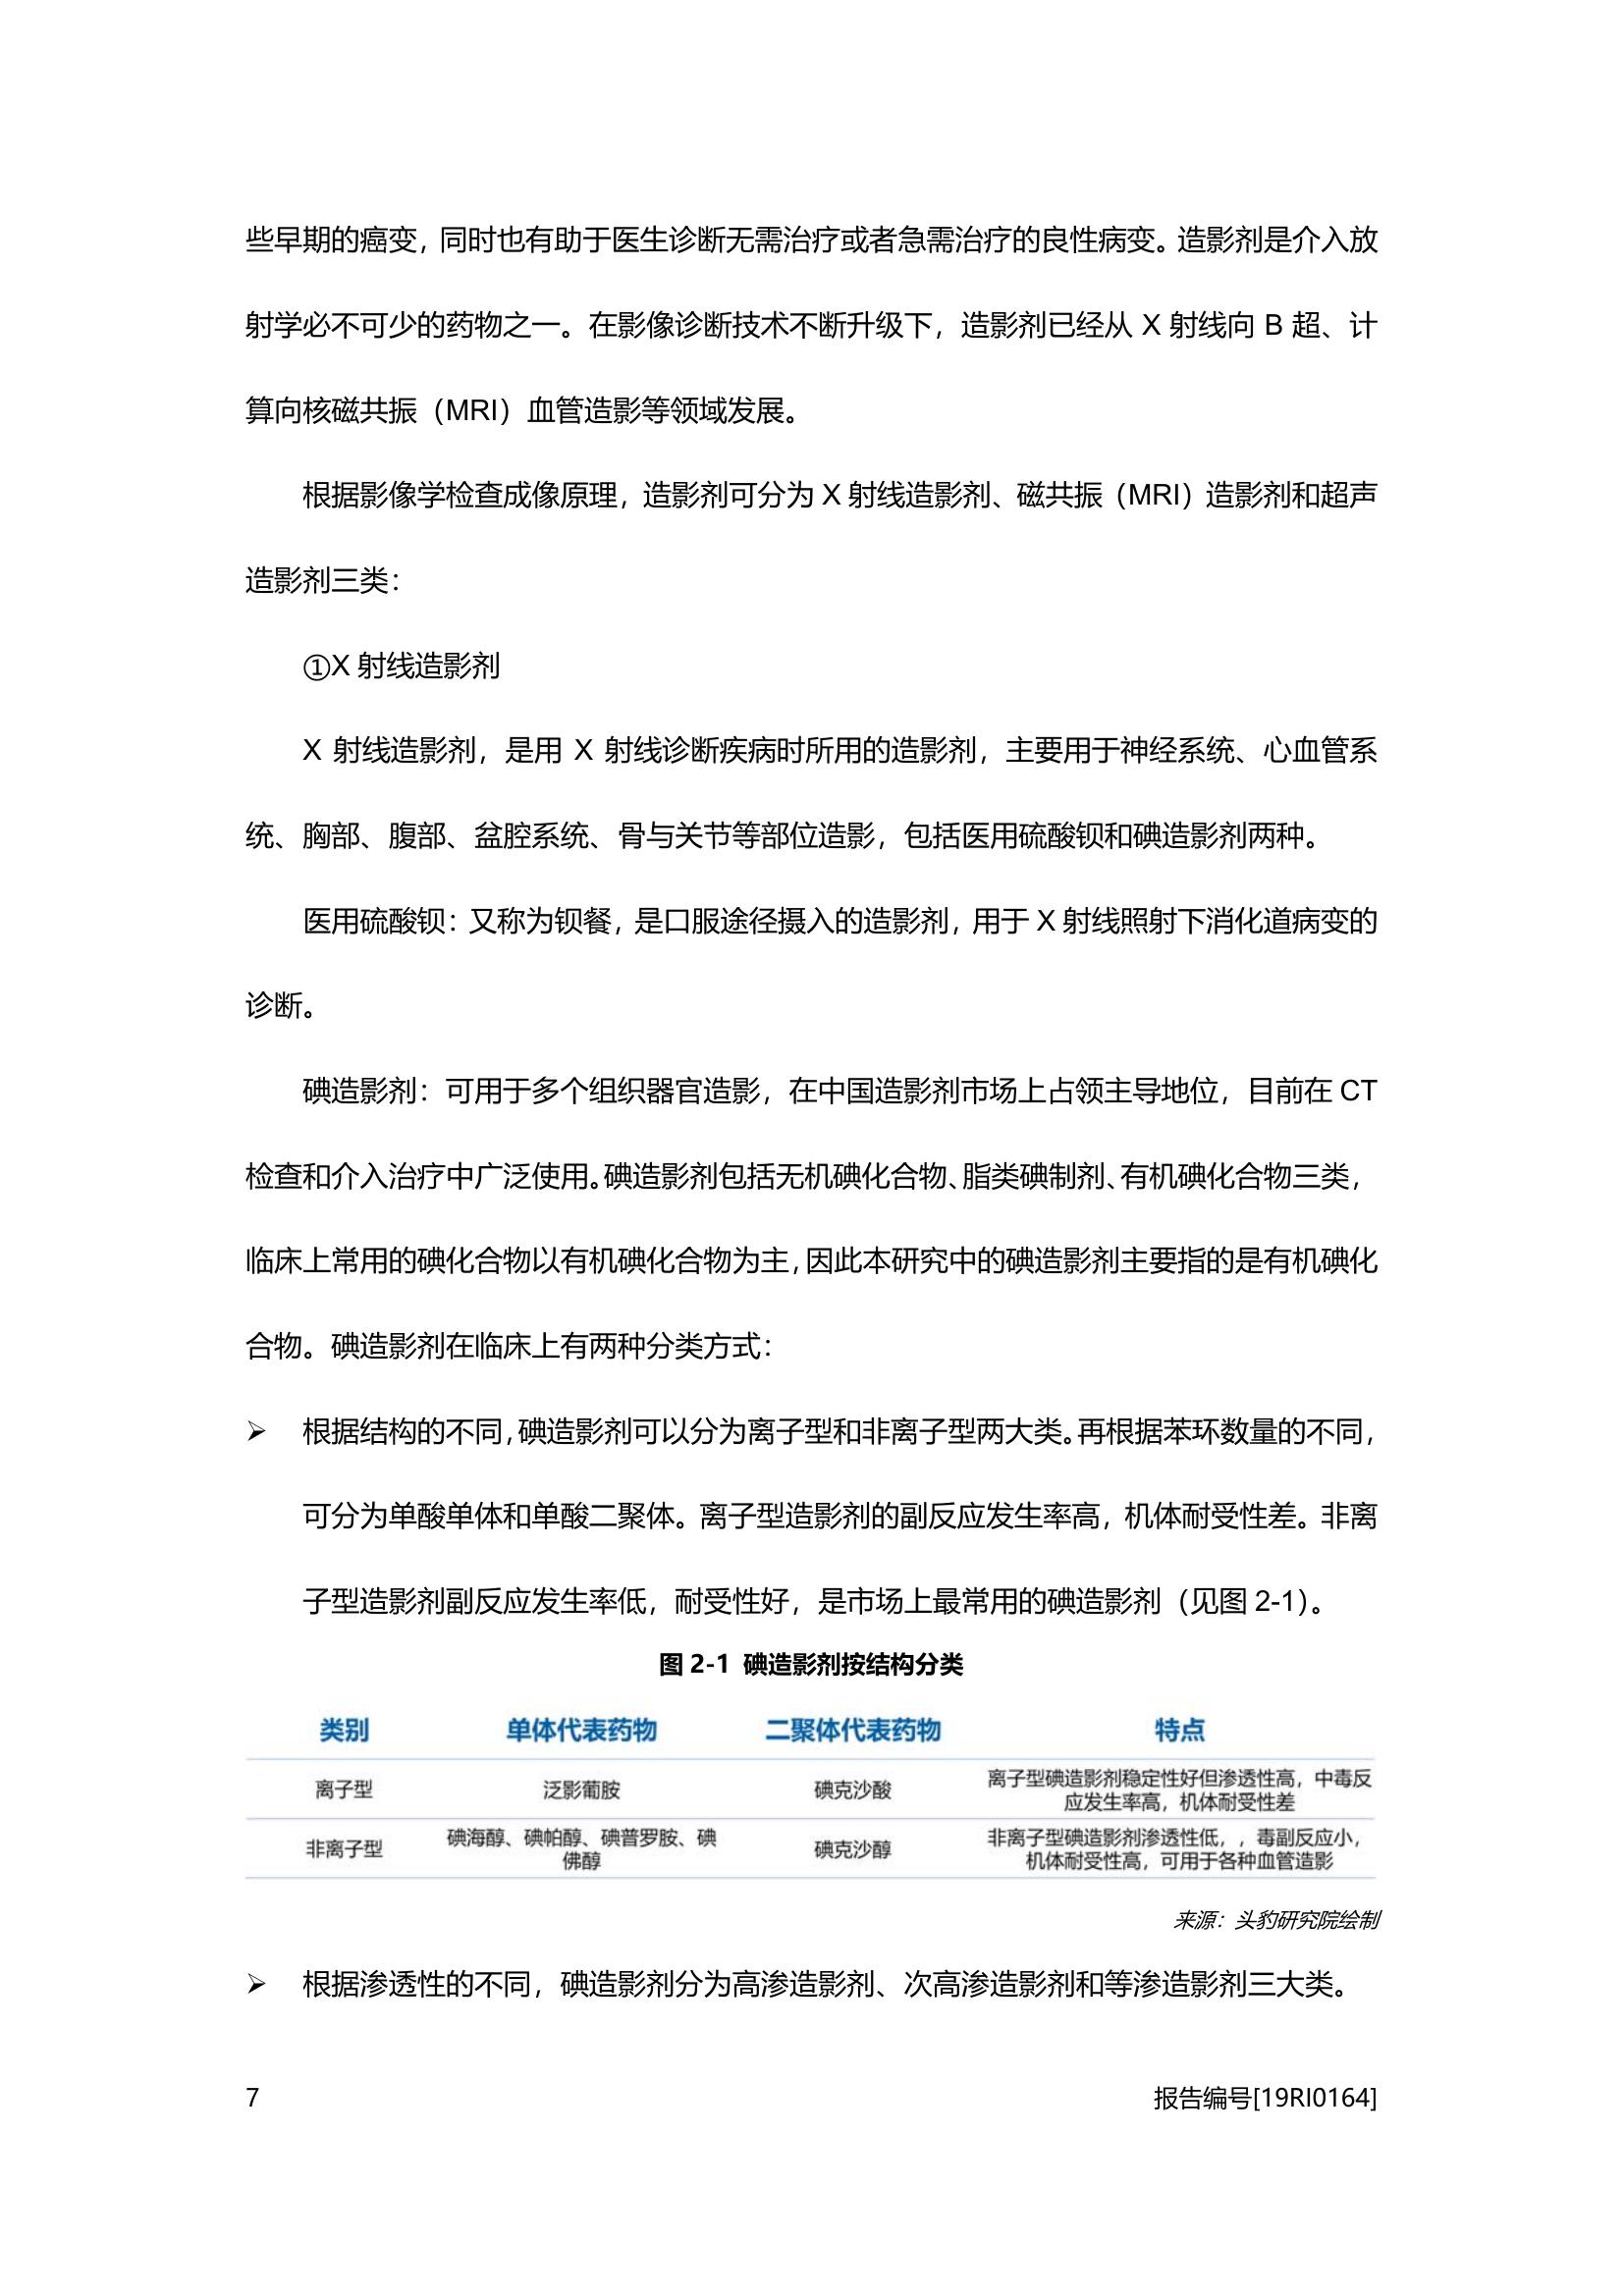 些早期的癌变，同时也有助于医生诊断无需治疗或者急需治疗的良性病变。造影剂是介入放
射学必不可少的药物之一。在影像诊断技术不断升级下，造影剂已经从 X 射线向 B 超、计
算向核磁共振（MRI）血管造影等领域发展。
根据影像学检查成像原理，造影剂可分为 X 射线造影剂、磁共振（MRI）造影剂和超声
造影剂三类：
①X 射线造影剂
X 射线造影剂，是用 X 射线诊断疾病时所用的造影剂，主要用于神经系统、心血管系
统、胸部、腹部、盆腔系统、骨与关节等部位造影，包括医用硫酸钡和碘造影剂两种。
医用硫酸钡：又称为钡餐，是口服途径摄入的造影剂，用于 X 射线照射下消化道病变的
诊断。
碘造影剂：可用于多个组织器官造影，在中国造影剂市场上占领主导地位，目前在 CT
检查和介入治疗中广泛使用。碘造影剂包括无机碘化合物、脂类碘制剂、有机碘化合物三类，
临床上常用的碘化合物以有机碘化合物为主，因此本研究中的碘造影剂主要指的是有机碘化
合物。碘造影剂在临床上有两种分类方式：
➢ 根据结构的不同，碘造影剂可以分为离子型和非离子型两大类。再根据苯环数量的不同，
可分为单酸单体和单酸二聚体。离子型造影剂的副反应发生率高，机体耐受性差。非离
子型造影剂副反应发生率低，耐受性好，是市场上最常用的碘造影剂（见图 2-1）。
图 2-1 碘造影剂按结构分类
类别 单体代表药物 二聚体代表药物 特点
离子型 泛影葡胺 碘克沙酸 离子型碘造影剂稳定性好但渗透性高，中毒反
应发生率高，机体耐受性差
非离子型 碘海醇、碘帕醇、碘普罗胺、碘
佛醇 碘克沙醇 非离子型碘造影剂渗透性低，，毒副反应小，
机体耐受性高，可用于各种血管造影
来源：头豹研究院绘制
➢ 根据渗透性的不同，碘造影剂分为高渗造影剂、次高渗造影剂和等渗造影剂三大类。
7 报告编号[19RI0164]